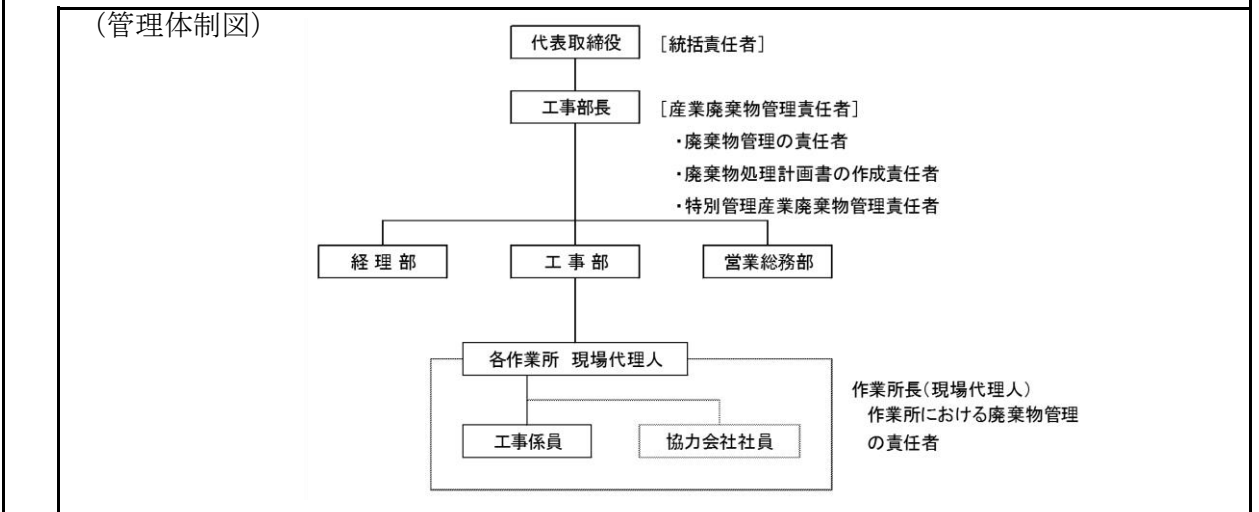 (管理体制図)
代表取締役 [統括責任者]
工事部長 [産業廃棄物管理責任者]
・廃棄物管理の責任者
・廃棄物処理計画書の作成責任者
・特別管理産業廃棄物管理責任者
経 理 部 工 事 部 営業総務部
各作業所 現場代理人
作業所長(現場代理人)
作業所における廃棄物管理
の責任者
工事係員 協力会社社員